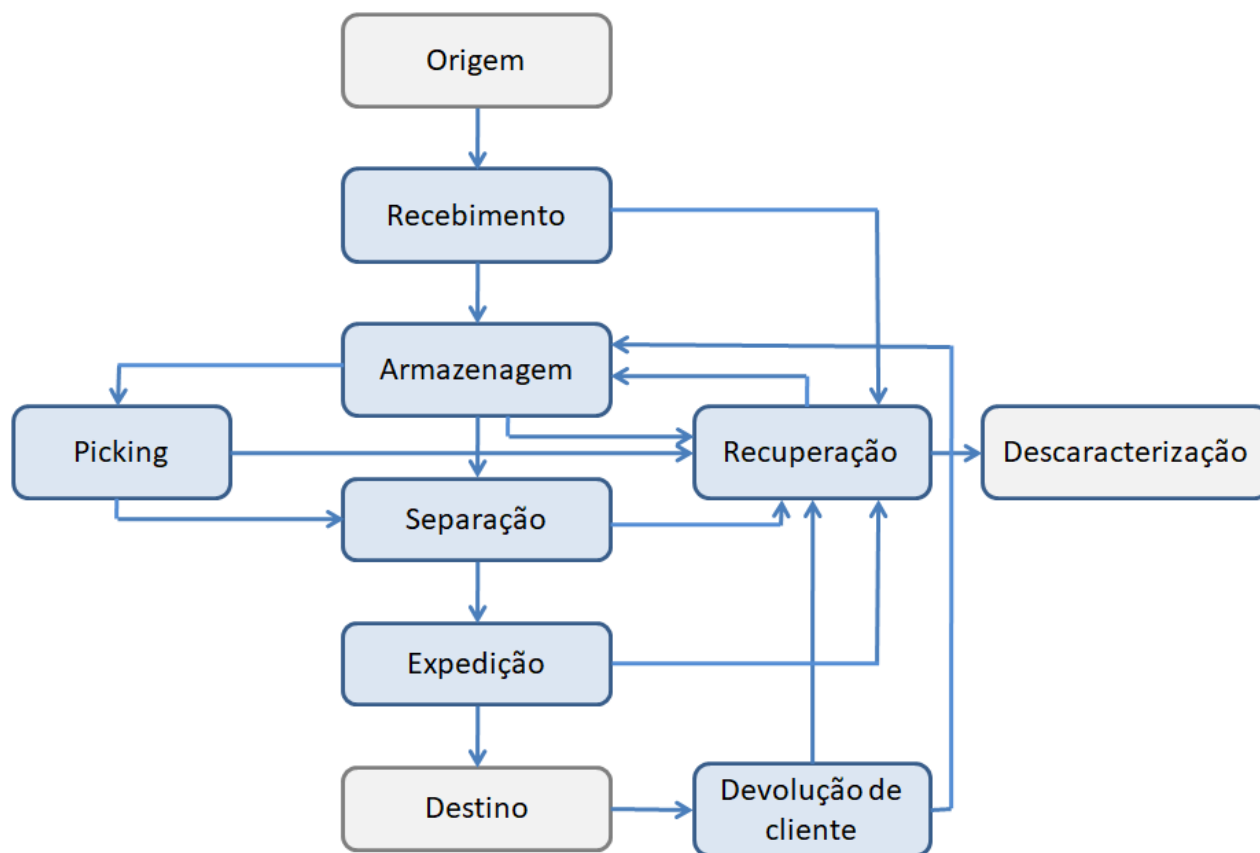 Origem
Recebimento
Armazenagem
Picking
Recuperação
Descaracterização
Separação
Expedição
Destino
Devolução de
cliente